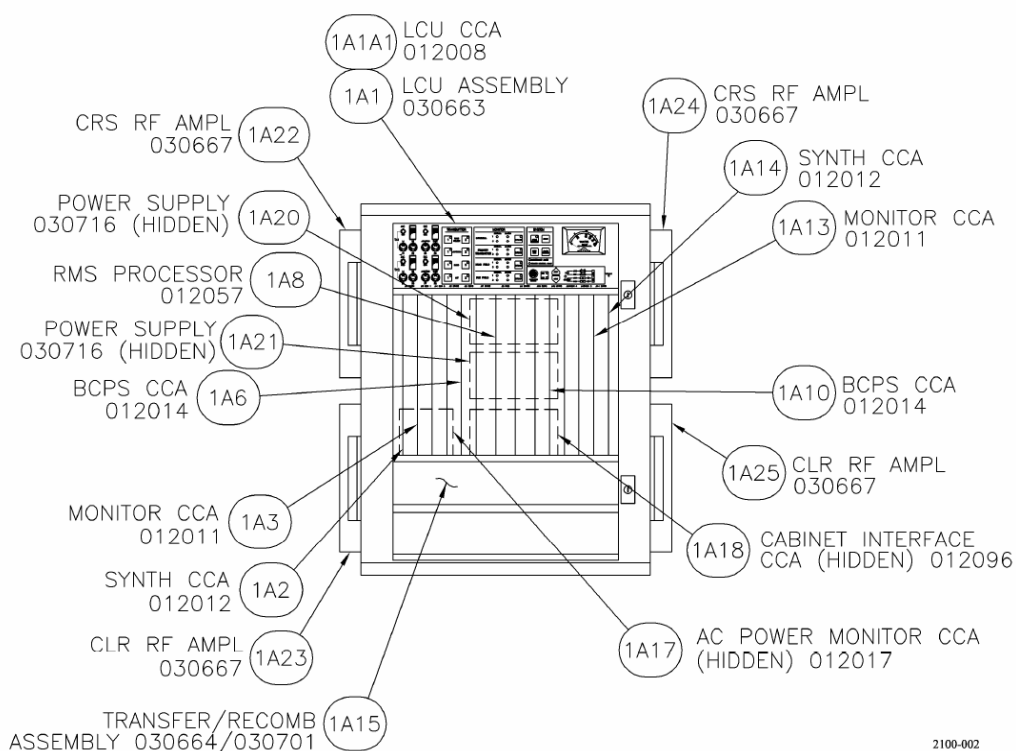 1A1A1 LCU CCA
012008
1A1 LCU ASSEMBLY
030663
CRS RF AMPL
030667 1A22
1A24 CRS RF AMPL
030667
1A14 SYNTH CCA
012012
POWER SUPPLY
030716 (HIDDEN) 1A20
1A13 MONITOR CCA
012011
RMS PROCESSOR
012057 1A8
POWER SUPPLY
030716 (HIDDEN) 1A21
BCPS CCA
012014 1A6
1A10 BCPS CCA
012014
1A25 CLR RF AMPL
030667
MONITOR CCA
012011 1A3
1A18 CABINET INTERFACE
CCA (HIDDEN) 012096
SYNTH CCA
012012 1A2
1A17 AC POWER MONITOR CCA
(HIDDEN) 012017
CLR RF AMPL
030667 1A23
TRANSFER/RECOMB
ASSEMBLY 030664/030701 1A15
2100-002